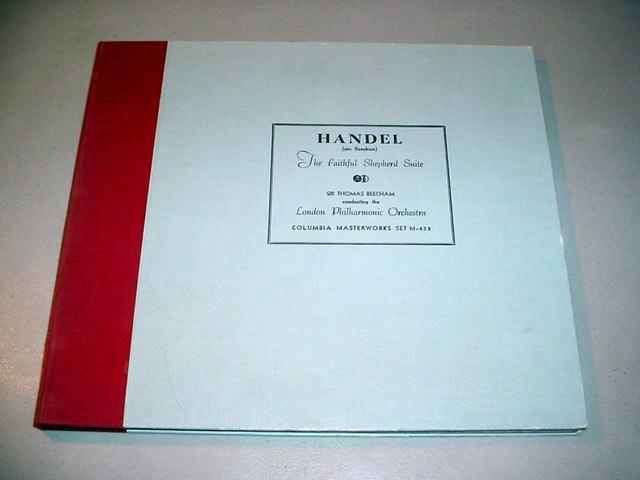 HANDEL
(arr. Beecham)
The Faithful Shepherd Suite
SIR THOMAS BEECHAM
conducting the
London Philharmonic Orchestra
COLUMBIA MASTERWORKS SET M-458